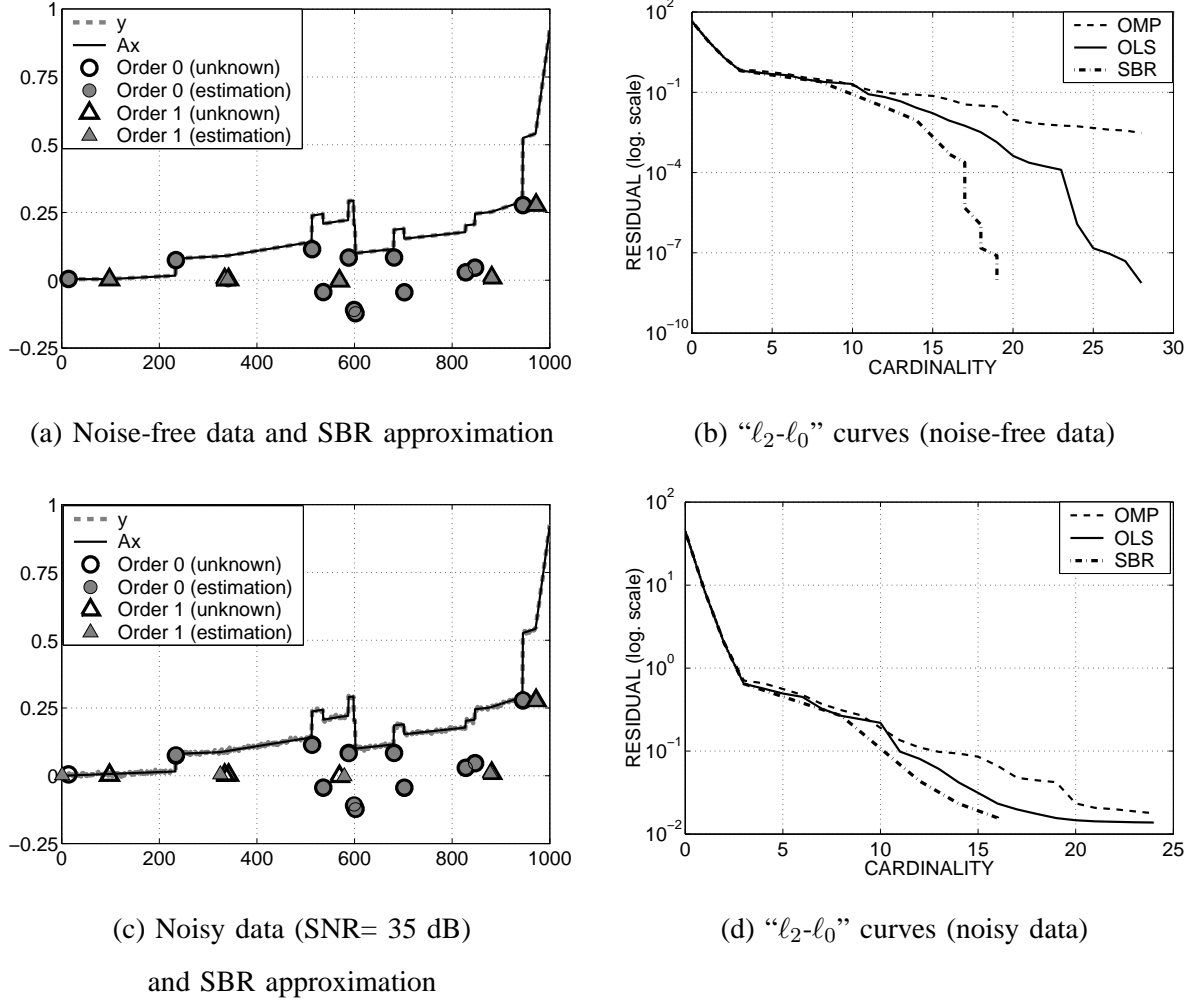 1
0.75
0.5
0.25
0
−0.25
0 200 400 600 800 1000
y
Ax
Order 0 (unknown)
Order 0 (estimation)
Order 1 (unknown)
Order 1 (estimation)
(a) Noise-free data and SBR approximation
RESIDUAL (log. scale)
10^2
10^−1
10^−4
10^−7
10^−10
0 5 10 15 20 25 30
CARDINALITY
OMP
OLS
SBR
(b) “ℓ2-ℓ0” curves (noise-free data)
1
0.75
0.5
0.25
0
−0.25
0 200 400 600 800 1000
y
Ax
Order 0 (unknown)
Order 0 (estimation)
Order 1 (unknown)
Order 1 (estimation)
(c) Noisy data (SNR= 35 dB)
and SBR approximation
RESIDUAL (log. scale)
10^2
10^1
10^0
10^−1
10^−2
0 5 10 15 20 25
CARDINALITY
OMP
OLS
SBR
(d) “ℓ2-ℓ0” curves (noisy data)